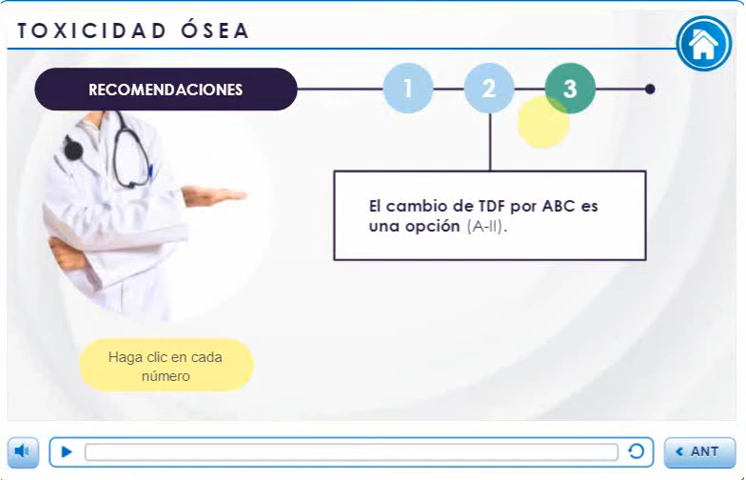 TOXICIDAD ÓSEA
RECOMENDACIONES
1
2
3
El cambio de TDF por ABC es
una opción (A-II).
Haga clic en cada
número
ANT